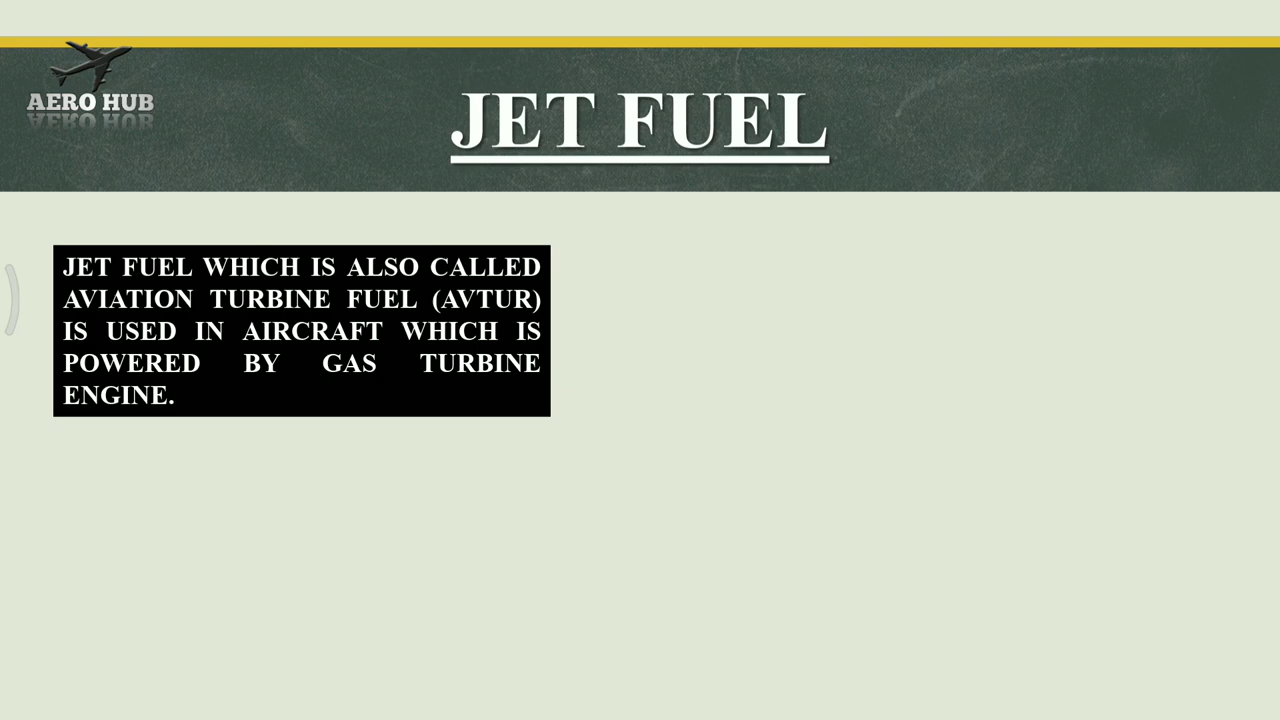 AERO HUB
JET FUEL
JET FUEL WHICH IS ALSO CALLED
AVIATION TURBINE FUEL (AVTUR)
IS USED IN AIRCRAFT WHICH IS
POWERED BY GAS TURBINE
ENGINE.